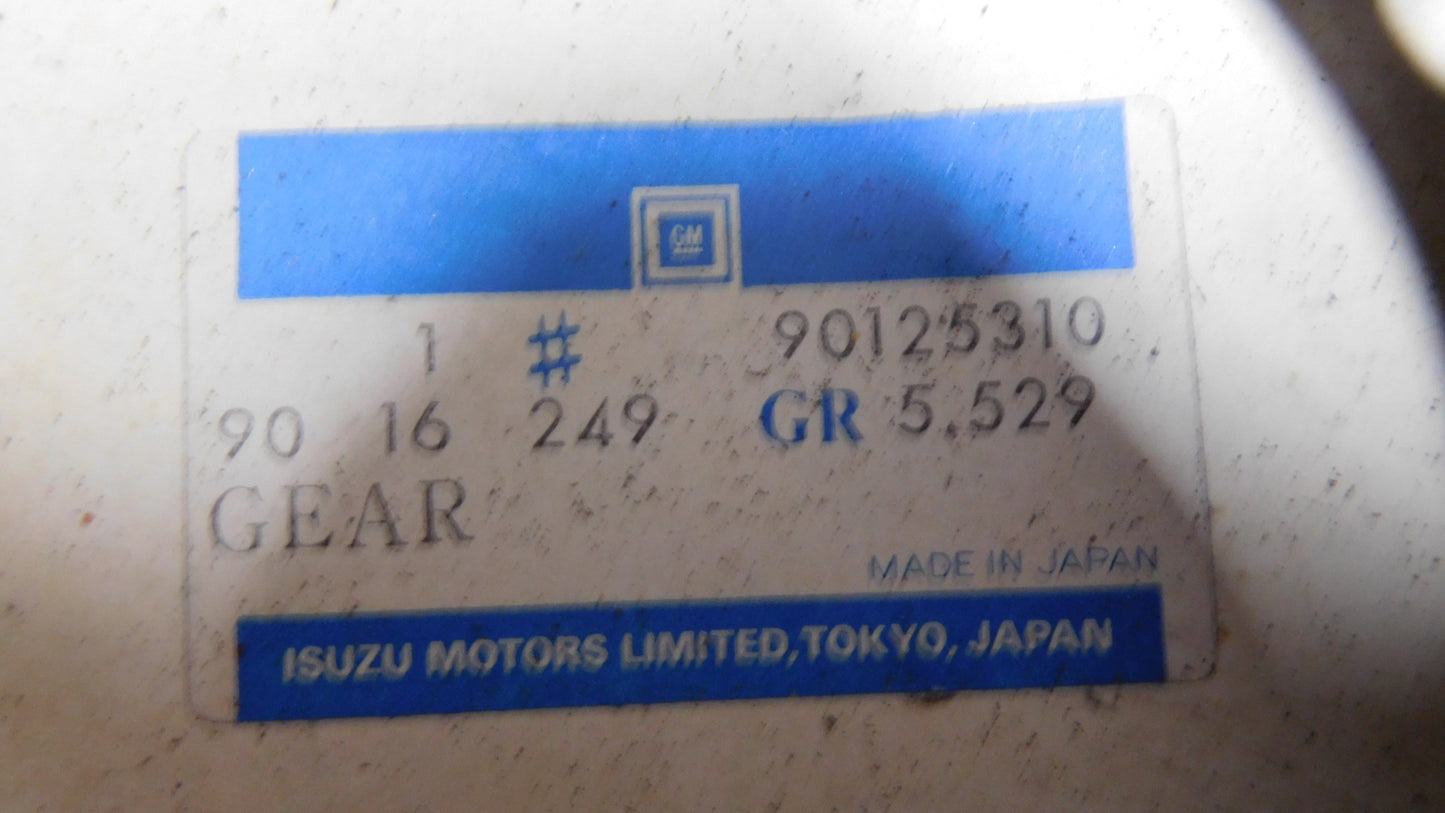 GM
1 # 90125310
90 16 249 GR 5.529
GEAR
MADE IN JAPAN
ISUZU MOTORS LIMITED, TOKYO, JAPAN